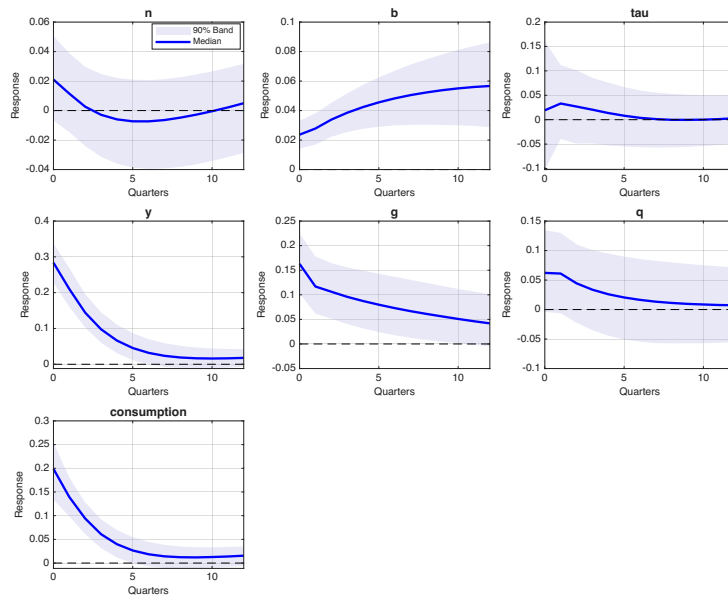 n
0.06
0.04
0.02
0
-0.02
-0.04
0 5 10
Response
Quarters
90% Band
Median
b
0.1
0.08
0.06
0.04
0.02
0
0 5 10
Response
Quarters
tau
0.2
0.15
0.1
0.05
0
-0.05
-0.1
0 5 10
Response
Quarters
y
0.4
0.3
0.2
0.1
0
0 5 10
Response
Quarters
g
0.25
0.2
0.15
0.1
0.05
0
-0.05
0 5 10
Response
Quarters
q
0.15
0.1
0.05
0
-0.05
-0.1
0 5 10
Response
Quarters
consumption
0.3
0.25
0.2
0.15
0.1
0.05
0
0 5 10
Response
Quarters